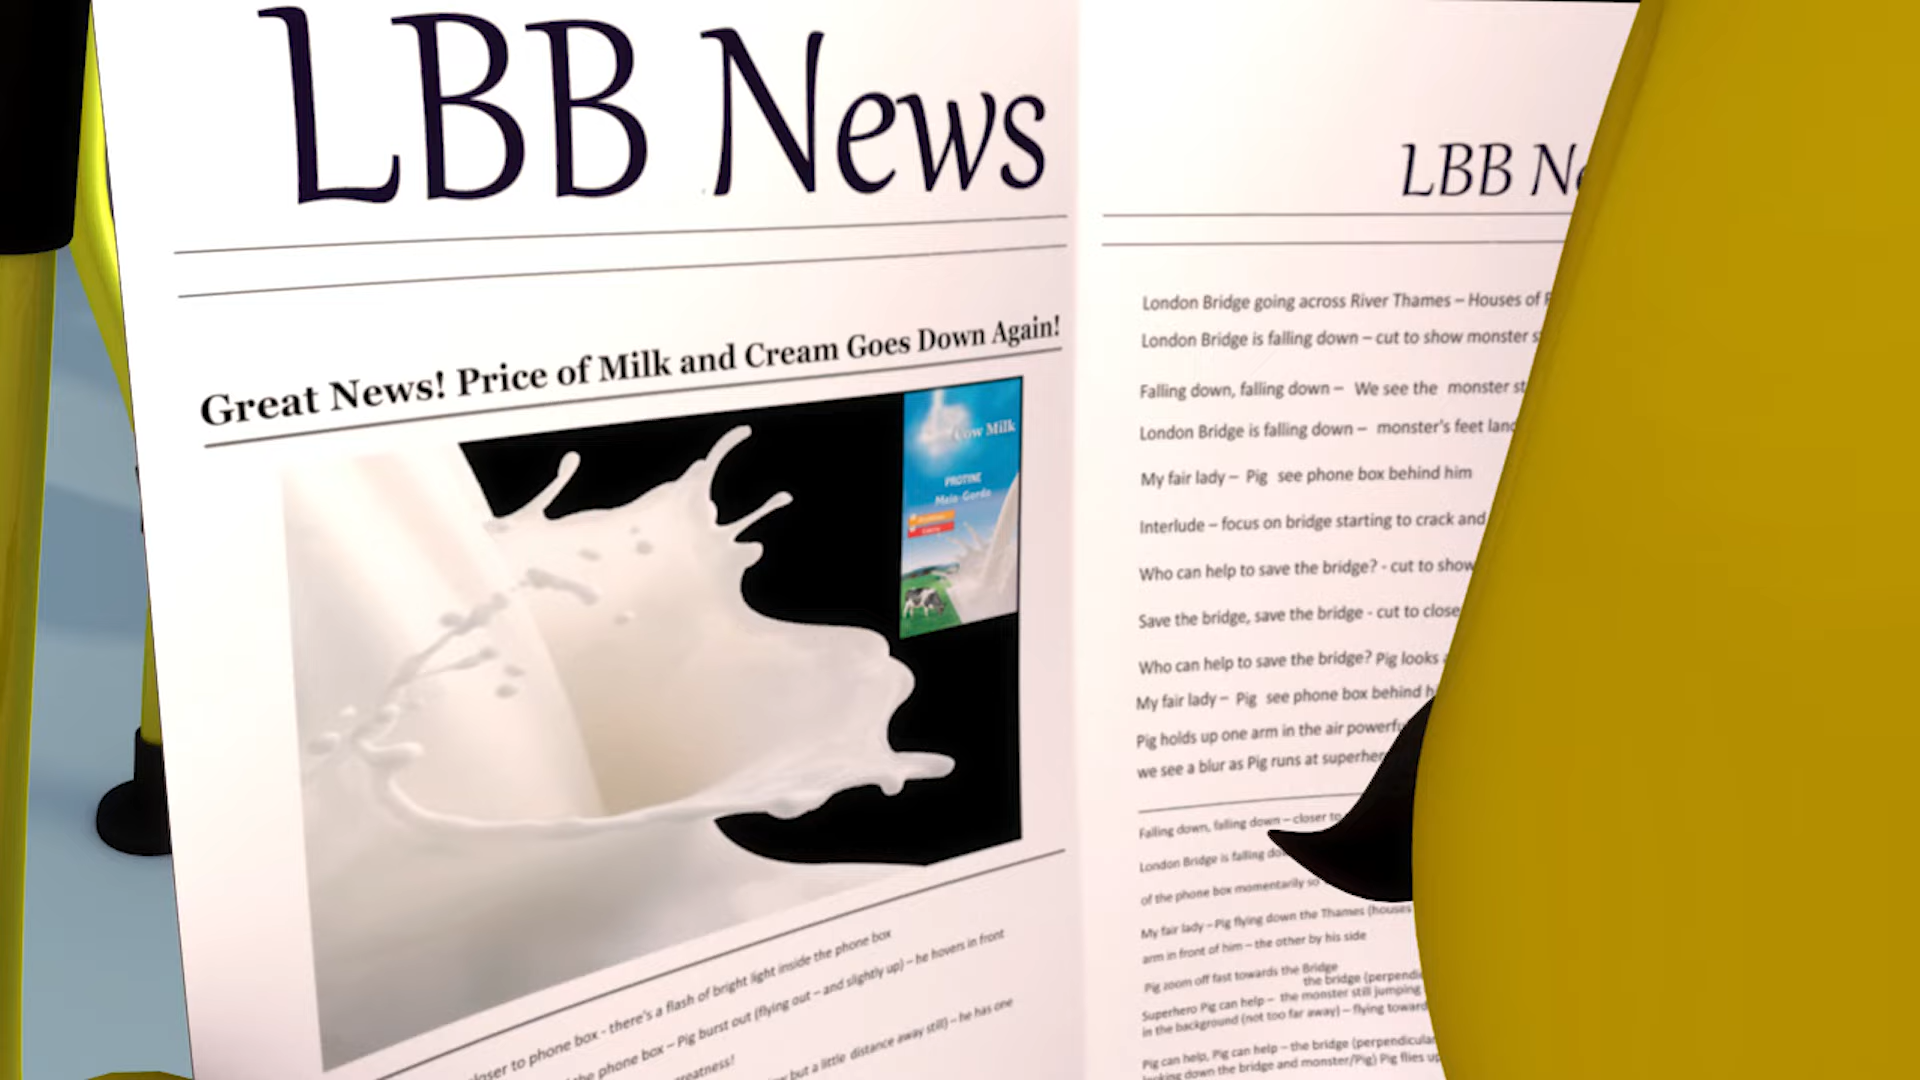 LBB News
Great News! Price of Milk and Cream Goes Down Again!
Cow Milk
PROTINE
Meio-Gordo
closer to phone box - there's a flash of bright light inside the phone box
the phone box – Pig burst out (flying out – and slightly up) – he hovers in front
greatness!
but a little distance away still) – he has one
LBB
London Bridge going across River Thames – Houses of
London Bridge is falling down – cut to show monster
Falling down, falling down – We see the monster
London Bridge is falling down – monster's feet
My fair lady – Pig see phone box behind him
Interlude – focus on bridge starting to crack and
Who can help to save the bridge? - cut to show
Save the bridge, save the bridge - cut to close
Who can help to save the bridge? Pig looks
My fair lady – Pig see phone box behind
Pig holds up one arm in the air
we see a blur as Pig runs at
Falling down, falling down – closer to
London Bridge is falling
of the phone box momentarily so
My fair lady – Pig flying down the Thames (houses
arm in front of him – the other by his side
Pig zoom off fast towards the Bridge
the bridge
Superhero Pig can help – the monster still jumping
in the background (not too far away) – flying
Pig can help, Pig can help – the bridge
looking down the bridge and monster/Pig) Pig flies up